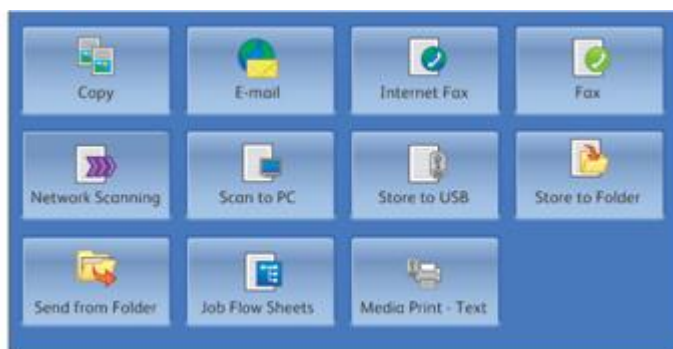 Copy
E-mail
Internet Fax
Fax
Network Scanning
Scan to PC
Store to USB
Store to Folder
Send from Folder
Job Flow Sheets
Media Print - Text